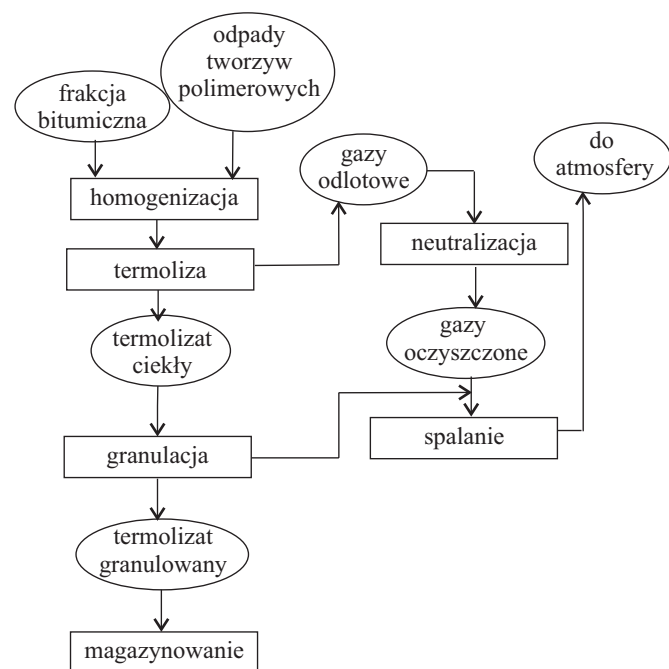 odpady
tworzyw
polimerowych
frakcja
bitumiczna
homogenizacja
termoliza
termolizat
ciekły
granulacja
termolizat
granulowany
magazynowanie
gazy
odlotowe
neutralizacja
gazy
oczyszczone
spalanie
do
atmosfery